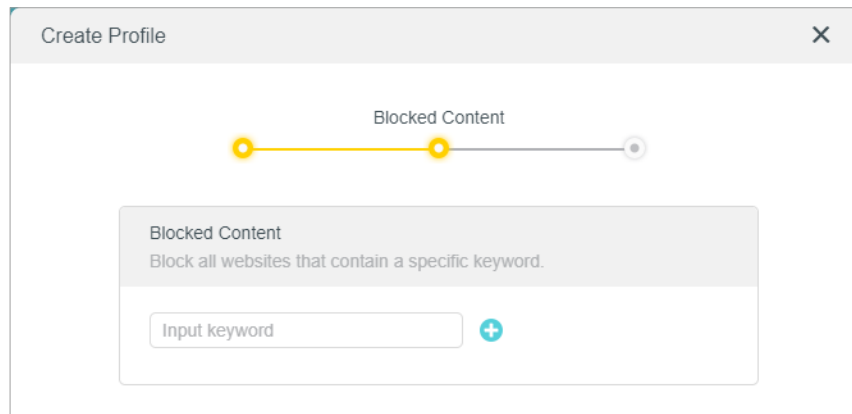 Create Profile
Blocked Content
Blocked Content
Block all websites that contain a specific keyword.
Input keyword